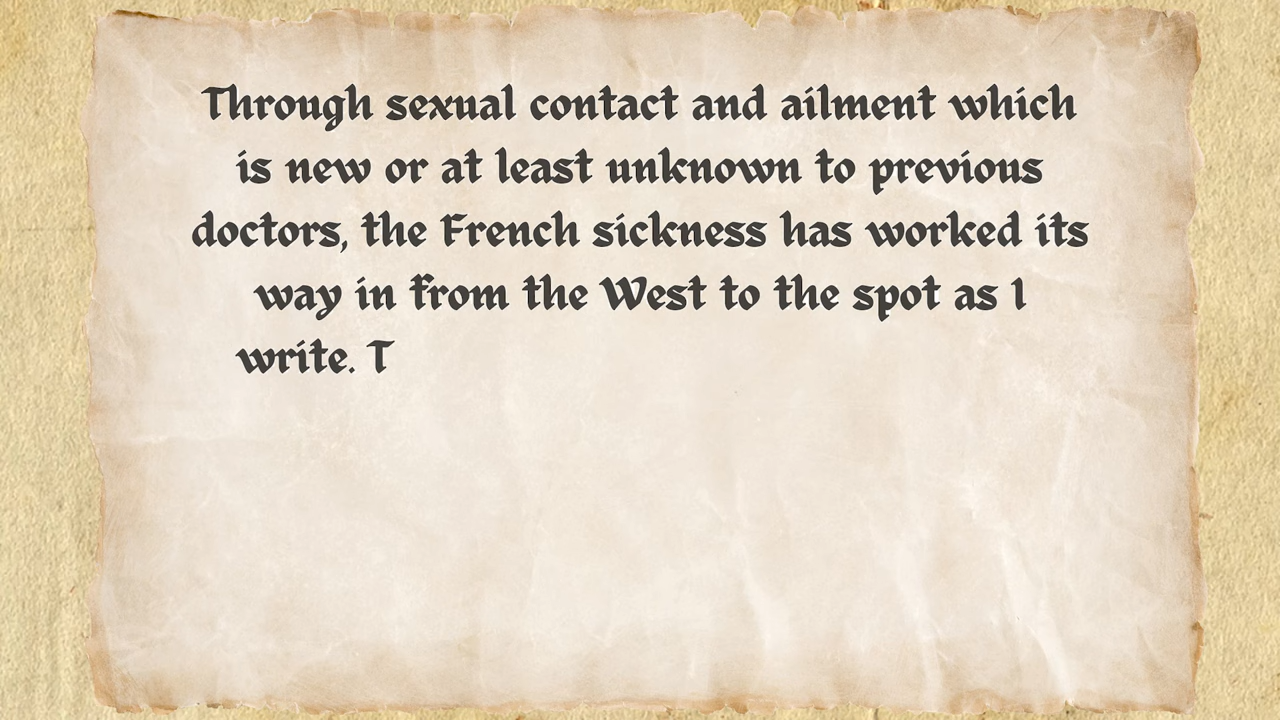 Through sexual contact and ailment which
is new or at least unknown to previous
doctors, the French sickness has worked its
way in from the West to the spot as I
write. T